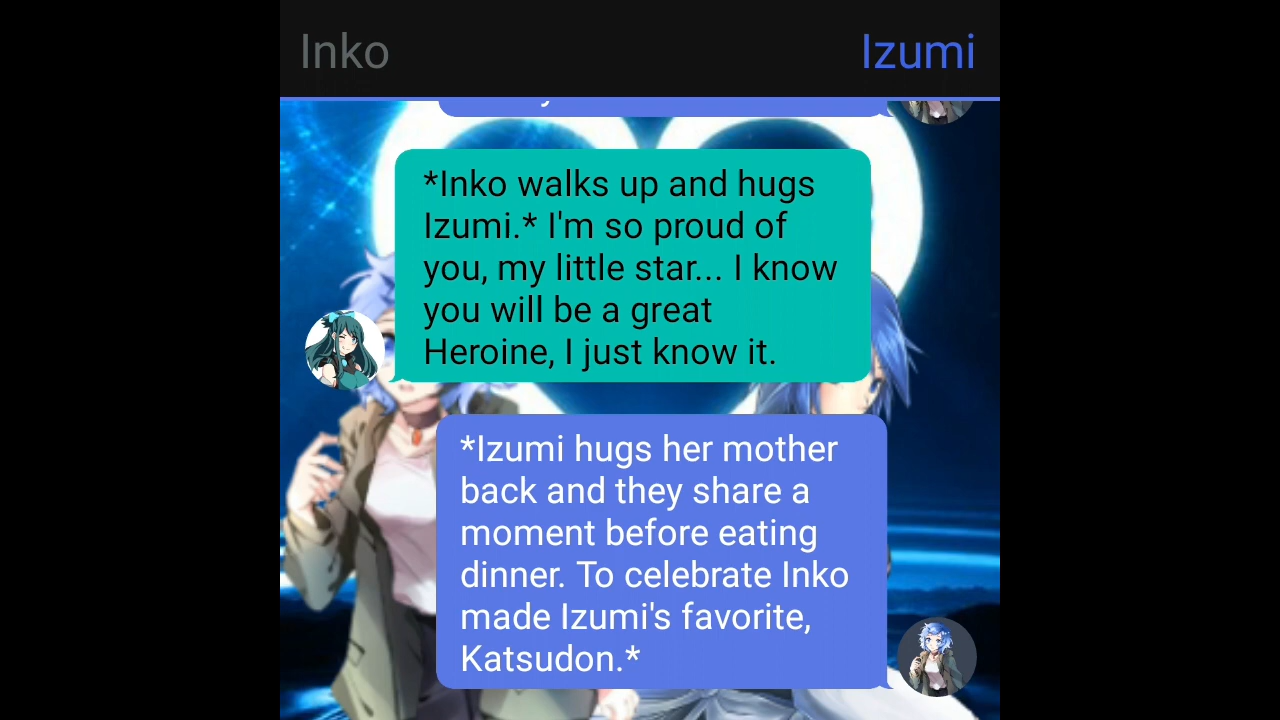 Inko
Izumi
*Inko walks up and hugs
Izumi.* I'm so proud of
you, my little star... I know
you will be a great
Heroine, I just know it.
*Izumi hugs her mother
back and they share a
moment before eating
dinner. To celebrate Inko
made Izumi's favorite,
Katsudon.*